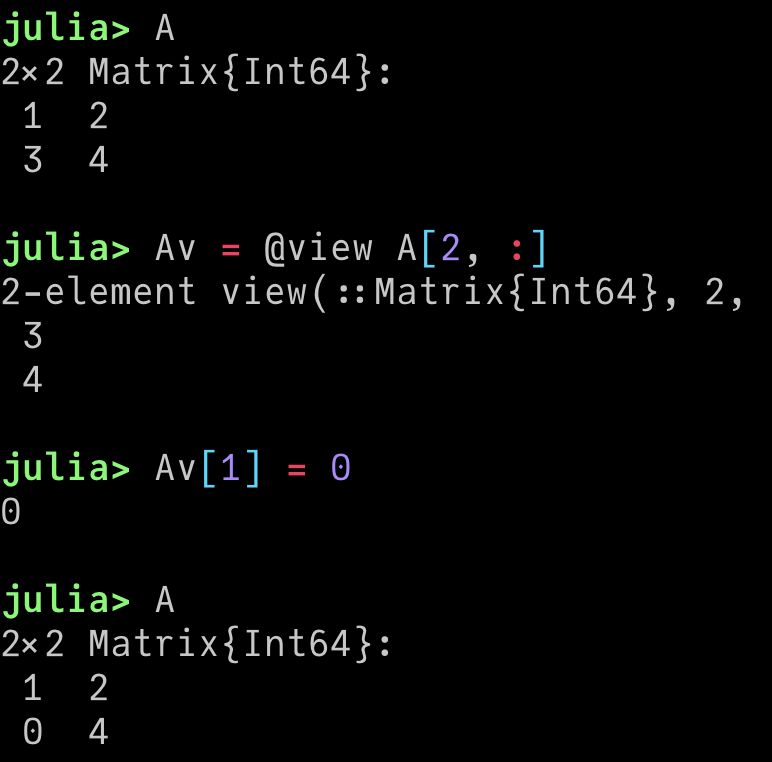 julia> A
2×2 Matrix{Int64}:
 1  2
 3  4
julia> Av = @view A[2, :]
2-element view(::Matrix{Int64}, 2,
 3
 4
julia> Av[1] = 0
0
julia> A
2×2 Matrix{Int64}:
 1  2
 0  4